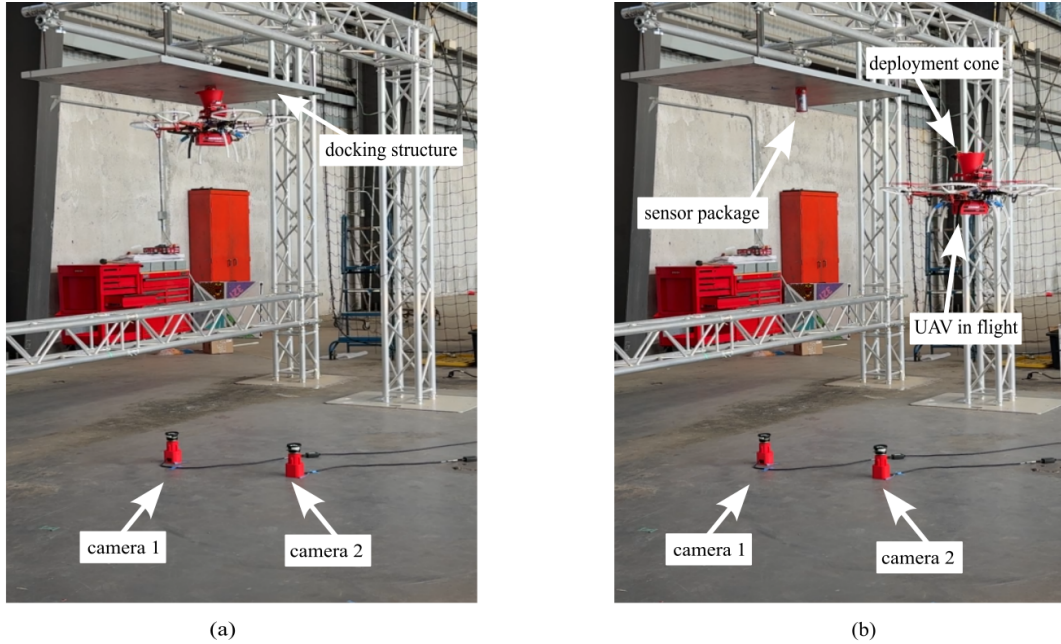 docking structure
camera 1
camera 2
(a)
deployment cone
sensor package
UAV in flight
camera 1
camera 2
(b)